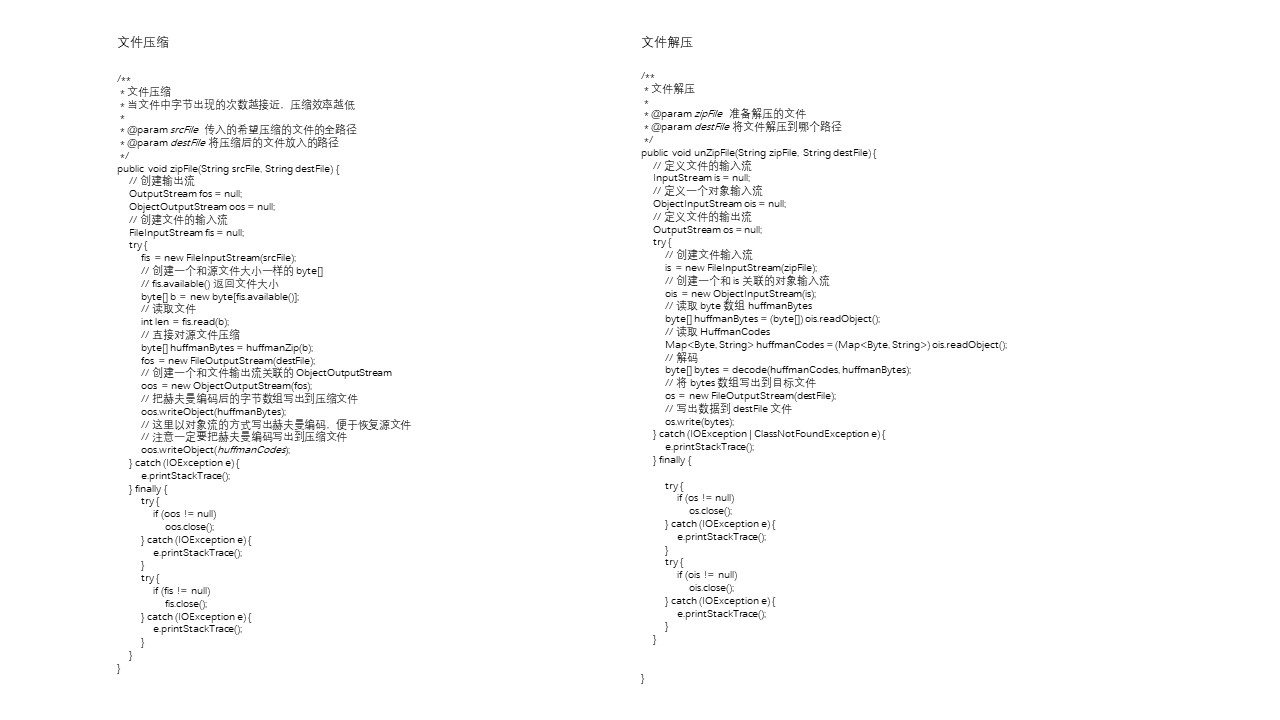 文件压缩
/**
 * 文件压缩
 * 当文件中字节出现的次数越接近，压缩效率越低
 *
 * @param srcFile  传入的希望压缩的文件的全路径
 * @param destFile 将压缩后的文件放入的路径
 */
public void zipFile(String srcFile, String destFile) {
    // 创建输出流
    OutputStream fos = null;
    ObjectOutputStream oos = null;
    // 创建文件的输入流
    FileInputStream fis = null;
    try {
        fis = new FileInputStream(srcFile);
        // 创建一个和源文件大小一样的 byte[]
        // fis.available() 返回文件大小
        byte[] b = new byte[fis.available()];
        // 读取文件
        int len = fis.read(b);
        // 直接对源文件压缩
        byte[] huffmanBytes = huffmanZip(b);
        fos = new FileOutputStream(destFile);
        // 创建一个和文件输出流关联的 ObjectOutputStream
        oos = new ObjectOutputStream(fos);
        // 把赫夫曼编码后的字节数组写出到压缩文件
        oos.writeObject(huffmanBytes);
        // 这里以对象流的方式写出赫夫曼编码，便于恢复源文件
        // 注意一定要把赫夫曼编码写出到压缩文件
        oos.writeObject(huffmanCodes);
    } catch (IOException e) {
        e.printStackTrace();
    } finally {
        try {
            if (oos != null)
                oos.close();
        } catch (IOException e) {
            e.printStackTrace();
        }
        try {
            if (fis != null)
                fis.close();
        } catch (IOException e) {
            e.printStackTrace();
        }
    }
}
文件解压
/**
 * 文件解压
 *
 * @param zipFile  准备解压的文件
 * @param destFile 将文件解压到哪个路径
 */
public void unZipFile(String zipFile, String destFile) {
    // 定义文件的输入流
    InputStream is = null;
    // 定义一个对象输入流
    ObjectInputStream ois = null;
    // 定义文件的输出流
    OutputStream os = null;
    try {
        // 创建文件输入流
        is = new FileInputStream(zipFile);
        // 创建一个和 is 关联的对象输入流
        ois = new ObjectInputStream(is);
        // 读取 byte 数组 huffmanBytes
        byte[] huffmanBytes = (byte[]) ois.readObject();
        // 读取 HuffmanCodes
        Map<Byte, String> huffmanCodes = (Map<Byte, String>) ois.readObject();
        // 解码
        byte[] bytes = decode(huffmanCodes, huffmanBytes);
        // 将 bytes 数组写出到目标文件
        os = new FileOutputStream(destFile);
        // 写出数据到 destFile 文件
        os.write(bytes);
    } catch (IOException | ClassNotFoundException e) {
        e.printStackTrace();
    } finally {
        try {
            if (os != null)
                os.close();
        } catch (IOException e) {
            e.printStackTrace();
        }
        try {
            if (ois != null)
                ois.close();
        } catch (IOException e) {
            e.printStackTrace();
        }
    }
}